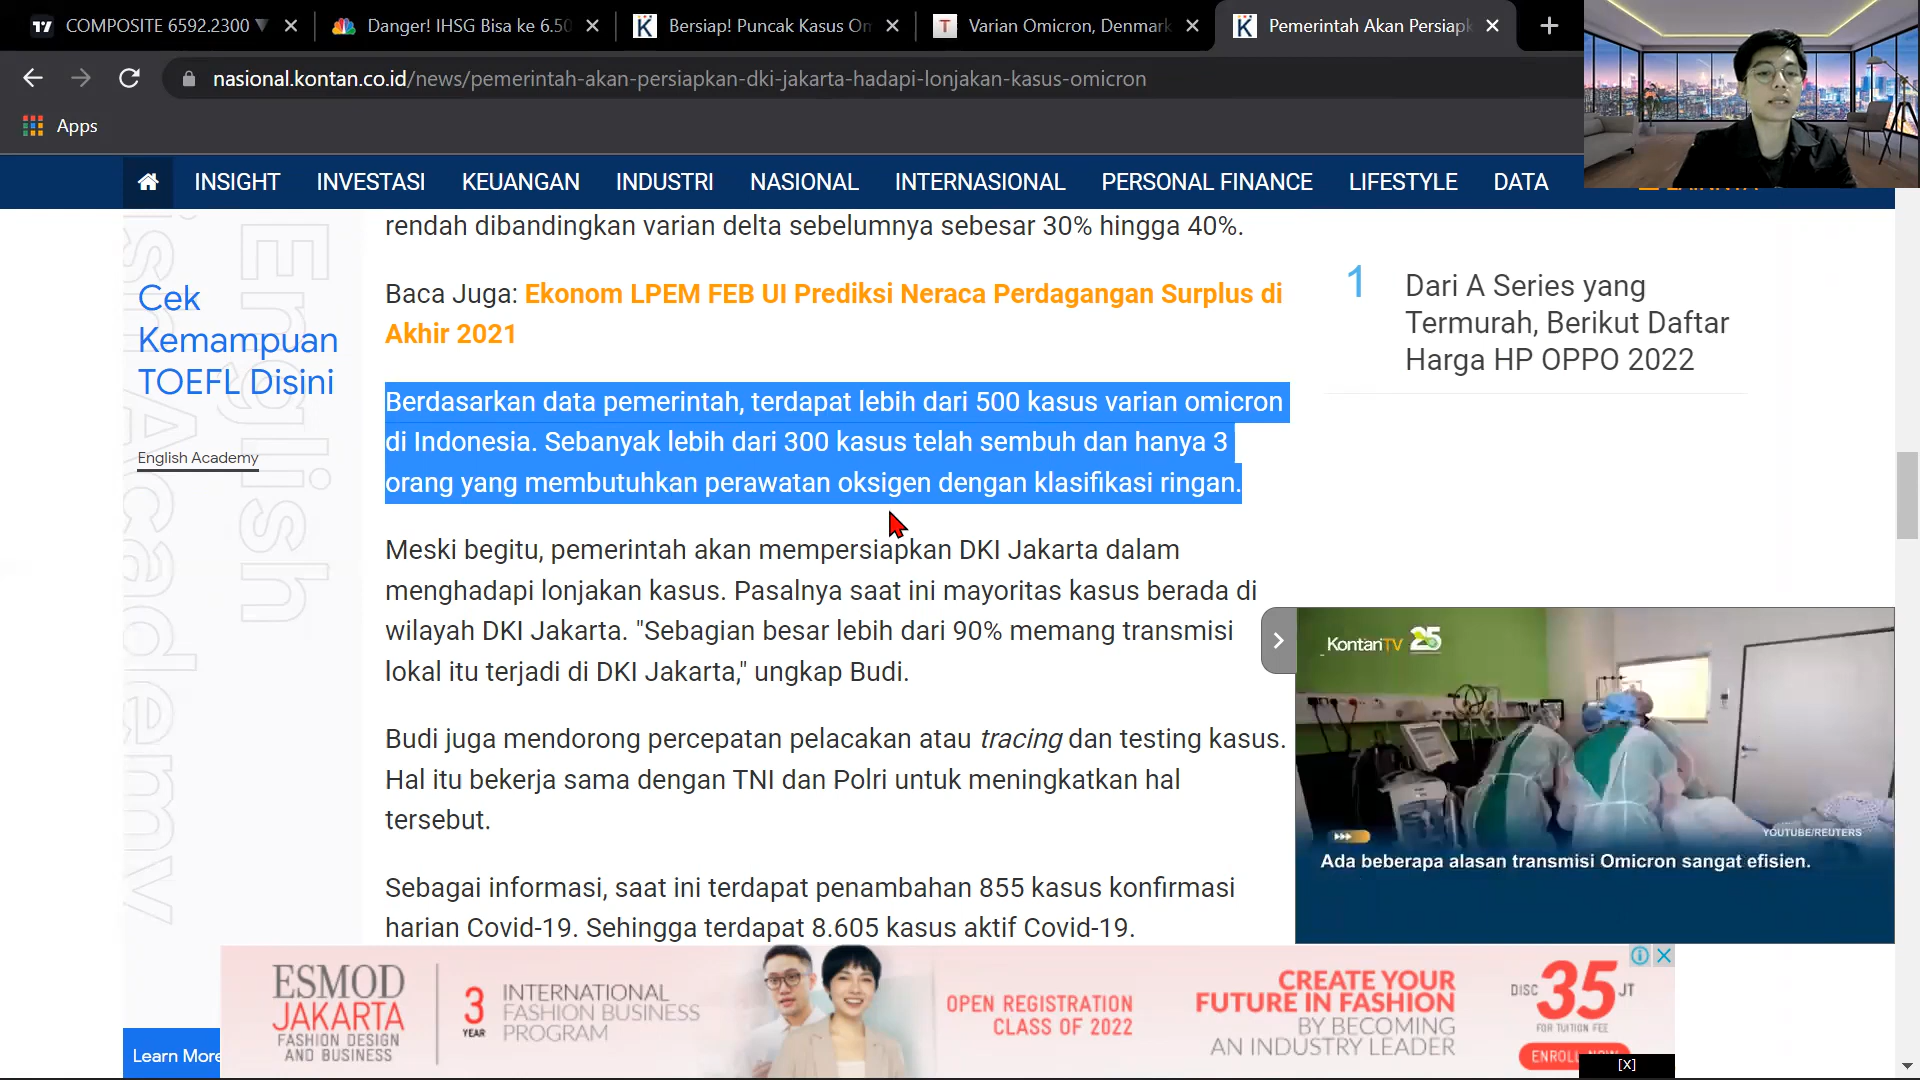 COMPOSITE 6592.2300
Danger! IHSG Bisa ke 6.50
Bersiap! Puncak Kasus Om
Varian Omicron, Denmark
Pemerintah Akan Persiapk
nasional.kontan.co.id/news/pemerintah-akan-persiapkan-dki-jakarta-hadapi-lonjakan-kasus-omicron
Apps
INSIGHT INVESTASI KEUANGAN INDUSTRI NASIONAL INTERNASIONAL PERSONAL FINANCE LIFESTYLE DATA
rendah dibandingkan varian delta sebelumnya sebesar 30% hingga 40%.
Baca Juga: Ekonom LPEM FEB UI Prediksi Neraca Perdagangan Surplus di
Akhir 2021
Berdasarkan data pemerintah, terdapat lebih dari 500 kasus varian omicron
di Indonesia. Sebanyak lebih dari 300 kasus telah sembuh dan hanya 3
orang yang membutuhkan perawatan oksigen dengan klasifikasi ringan.
Meski begitu, pemerintah akan mempersiapkan DKI Jakarta dalam
menghadapi lonjakan kasus. Pasalnya saat ini mayoritas kasus berada di
wilayah DKI Jakarta. "Sebagian besar lebih dari 90% memang transmisi
lokal itu terjadi di DKI Jakarta," ungkap Budi.
Budi juga mendorong percepatan pelacakan atau tracing dan testing kasus.
Hal itu bekerja sama dengan TNI dan Polri untuk meningkatkan hal
tersebut.
Sebagai informasi, saat ini terdapat penambahan 855 kasus konfirmasi
harian Covid-19. Sehingga terdapat 8.605 kasus aktif Covid-19.
Cek
Kemampuan
TOEFL Disini
English Academy
English
Academy
Learn More
1
Dari A Series yang
Termurah, Berikut Daftar
Harga HP OPPO 2022
KontanTV 25
YOUTUBE/REUTERS
Ada beberapa alasan transmisi Omicron sangat efisien.
ESMOD
JAKARTA
FASHION DESIGN
AND BUSINESS
3
YEAR
INTERNATIONAL
FASHION BUSINESS
PROGRAM
OPEN REGISTRATION
CLASS OF 2022
CREATE YOUR
FUTURE IN FASHION
BY BECOMING
AN INDUSTRY LEADER
DISC 35 JT
FOR TUITION FEE
ENROLL NOW
[X]